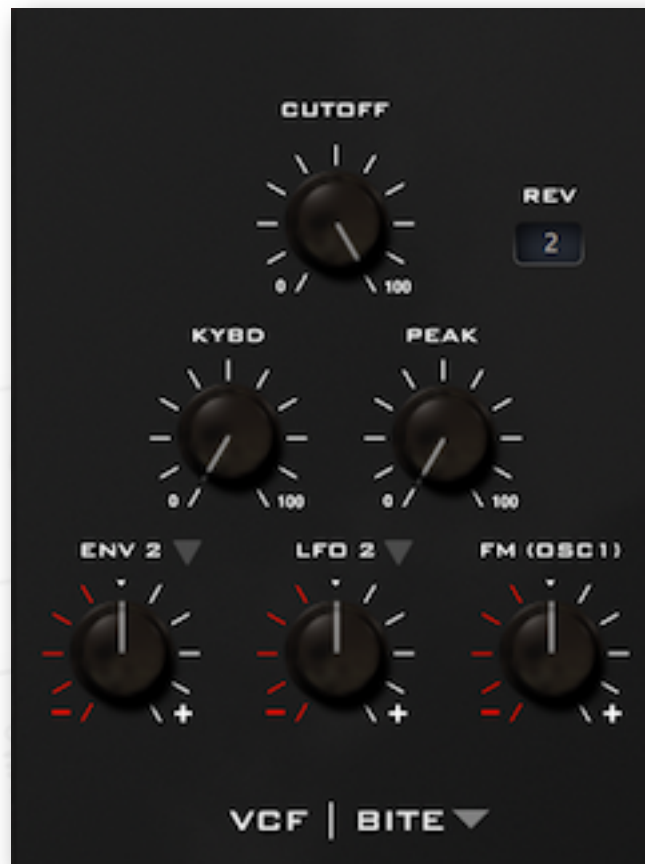 CUTOFF
REV
2
0 100
KYBD PEAK
0 100 0 100
ENV 2 LFO 2 FM (OSC1)
- + - + - +
VCF | BITE